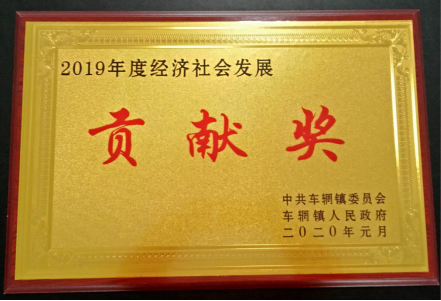 2019年度经济社会发展
贡献奖
中共车辋镇委员会
车辋镇人民政府
二二〇年元月